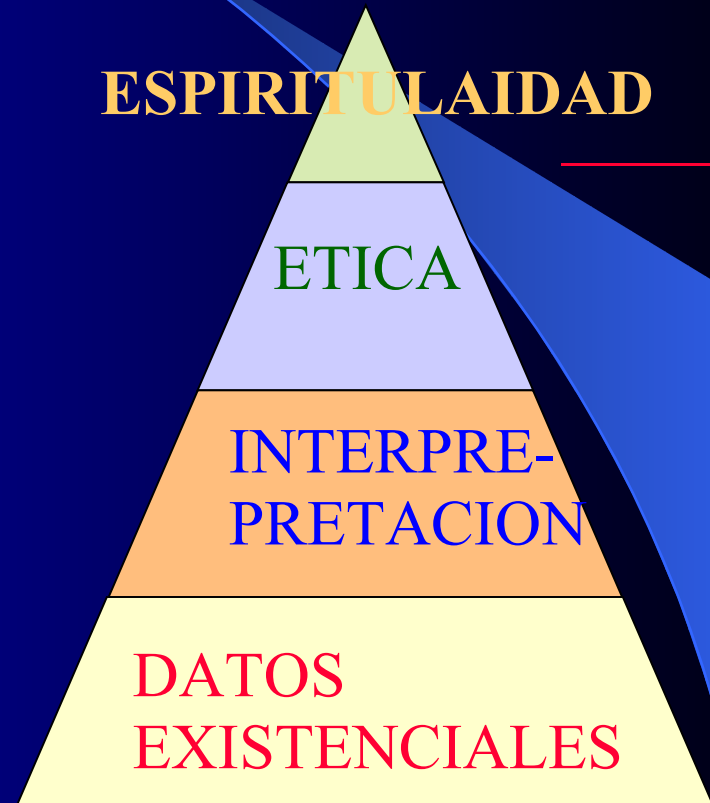 ESPIRITULAIDAD
ETICA
INTERPRE-
PRETACION
DATOS
EXISTENCIALES